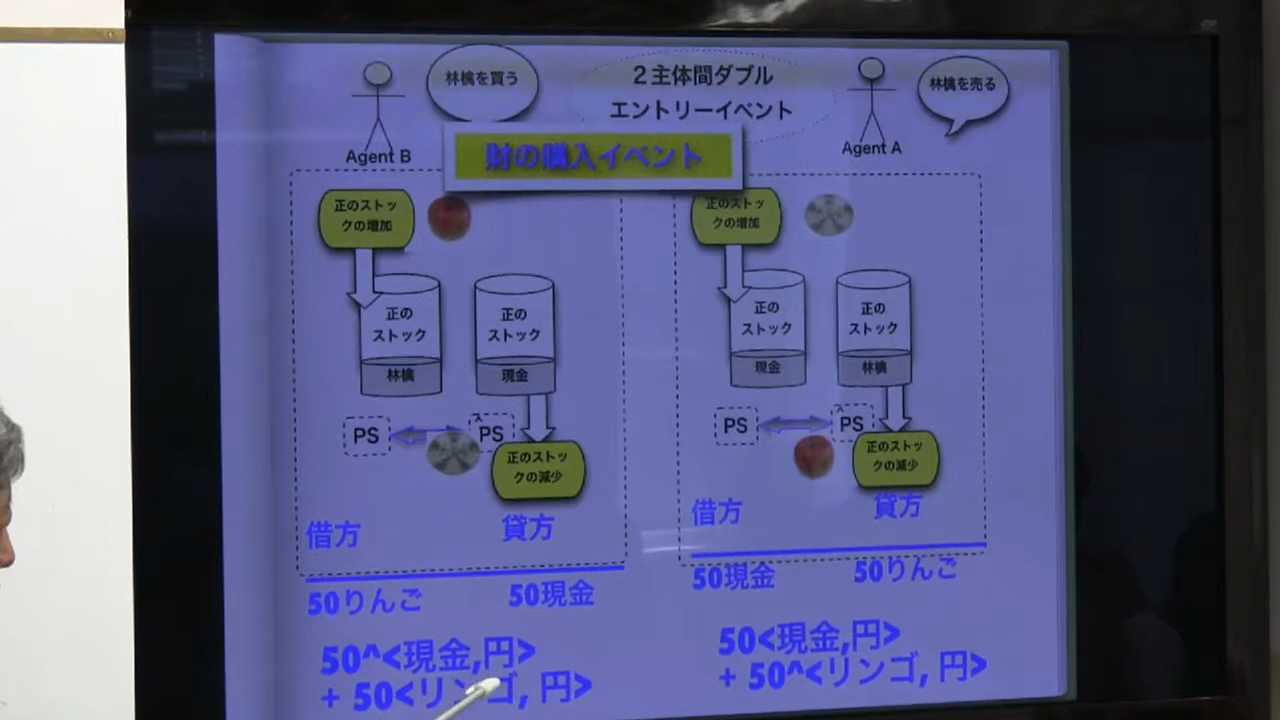 林檎を買う
２主体間ダブル
エントリーイベント
林檎を売る
Agent B
Agent A
財の購入イベント
正のストッ
クの増加
正の
ストック
林檎
正の
ストック
現金
PS
^PS
正のストッ
クの減少
借方
貸方
50りんご
50現金
50^<現金,円>
+ 50<リンゴ, 円>
正のストッ
クの増加
正の
ストック
現金
正の
ストック
林檎
PS
^PS
正のストッ
クの減少
借方
貸方
50現金
50りんご
50<現金,円>
+ 50^<リンゴ, 円>